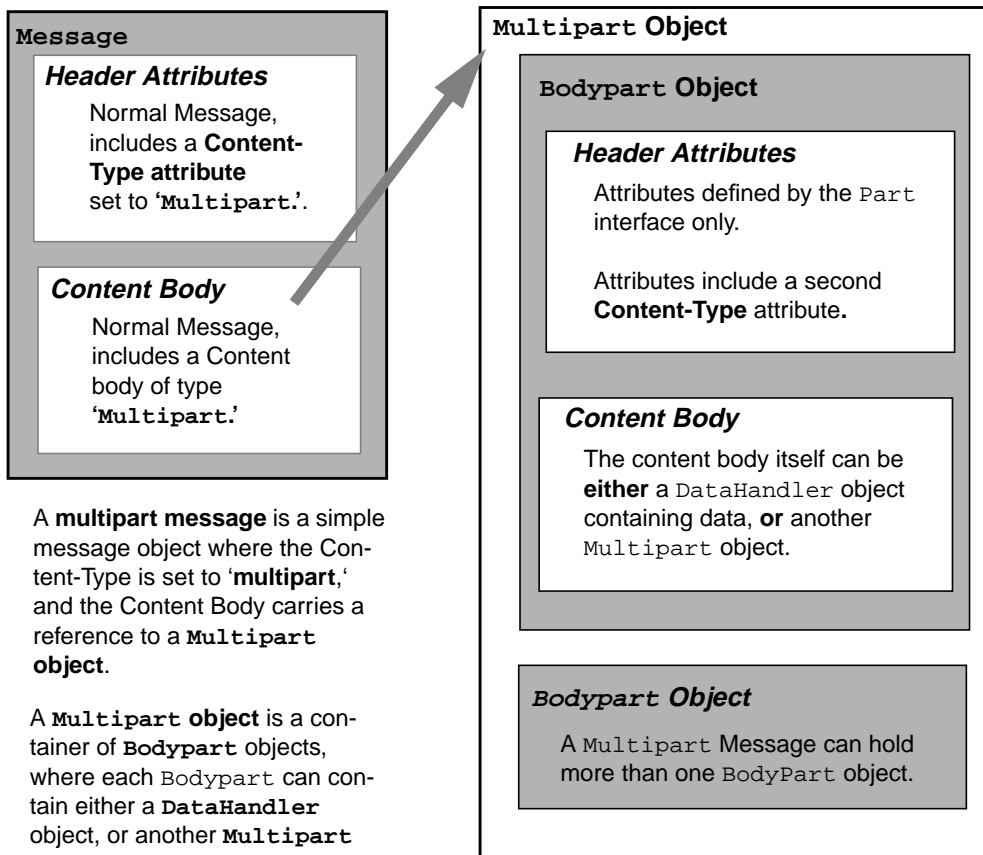 Message
Header Attributes
Normal Message,
includes a Content-
Type attribute
set to ‘Multipart.’.
Content Body
Normal Message,
includes a Content
body of type
‘Multipart.’
A multipart message is a simple
message object where the Con-
tent-Type is set to ‘multipart,‘
and the Content Body carries a
reference to a Multipart
object.
A Multipart object is a con-
tainer of Bodypart objects,
where each Bodypart can con-
tain either a DataHandler
object, or another Multipart
Multipart Object
Bodypart Object
Header Attributes
Attributes defined by the Part
interface only.
Attributes include a second
Content-Type attribute.
Content Body
The content body itself can be
either a DataHandler object
containing data, or another
Multipart object.
Bodypart Object
A Multipart Message can hold
more than one BodyPart object.